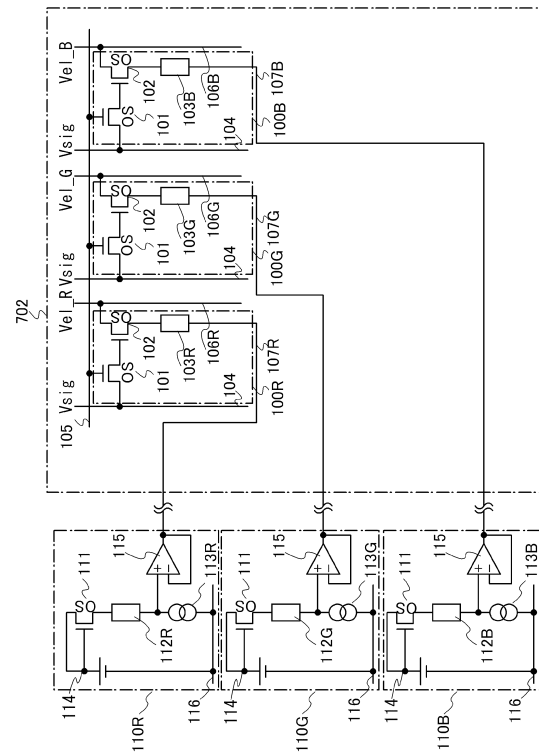 702
Vsig
Vel_R
Vsig
Vel_G
Vsig
Vel_B
105
OS
SO
101
102
103R
104
106R
107R
100R
OS
SO
101
102
103G
104
106G
107G
100G
OS
SO
101
102
103B
104
106B
107B
100B
111
SO
115
+
−
114
112R
113R
116
110R
111
SO
115
+
−
114
112G
113G
116
110G
111
SO
115
+
−
114
112B
113B
116
110B